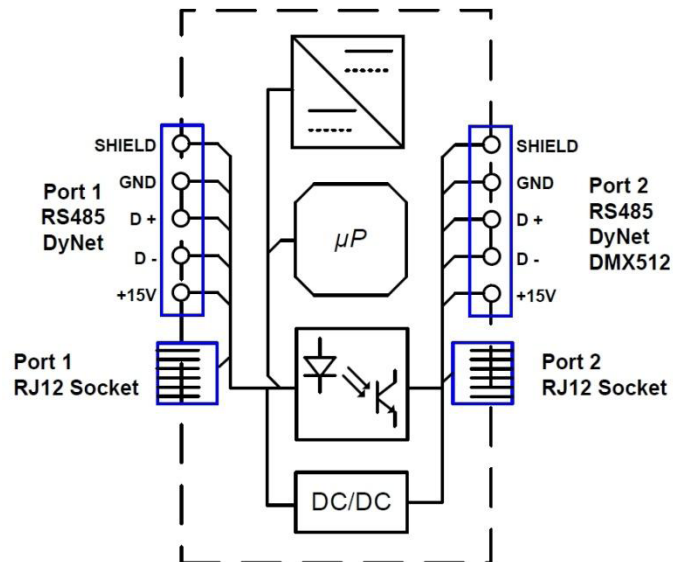 SHIELD
GND
D +
D -
+15V
Port 1
RS485
DyNet
Port 1
RJ12 Socket
µP
DC/DC
SHIELD
GND
D +
D -
+15V
Port 2
RS485
DyNet
DMX512
Port 2
RJ12 Socket